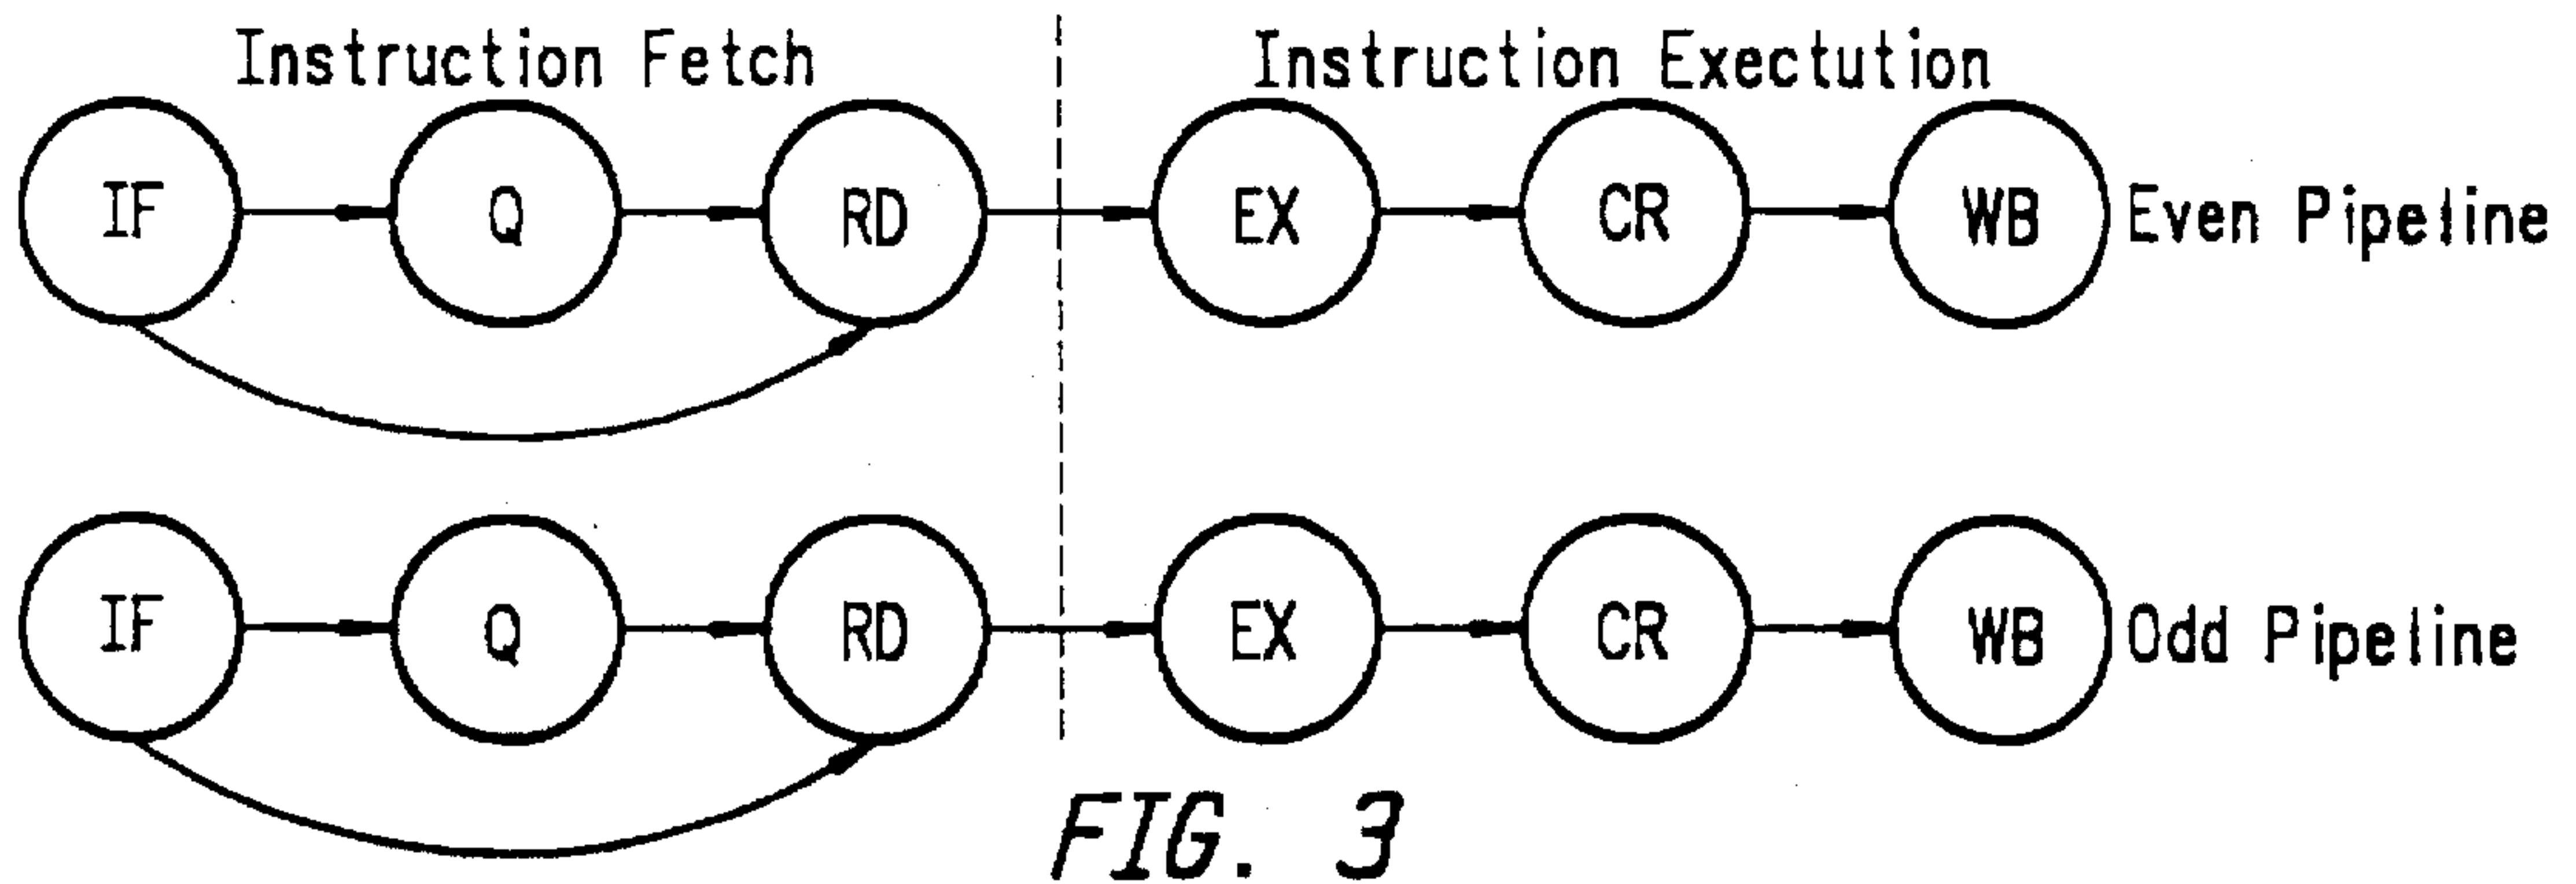 Instruction Fetch Instruction Exectution
IF Q RD EX CR WB Even Pipeline
IF Q RD EX CR WB Odd Pipeline
FIG. 3